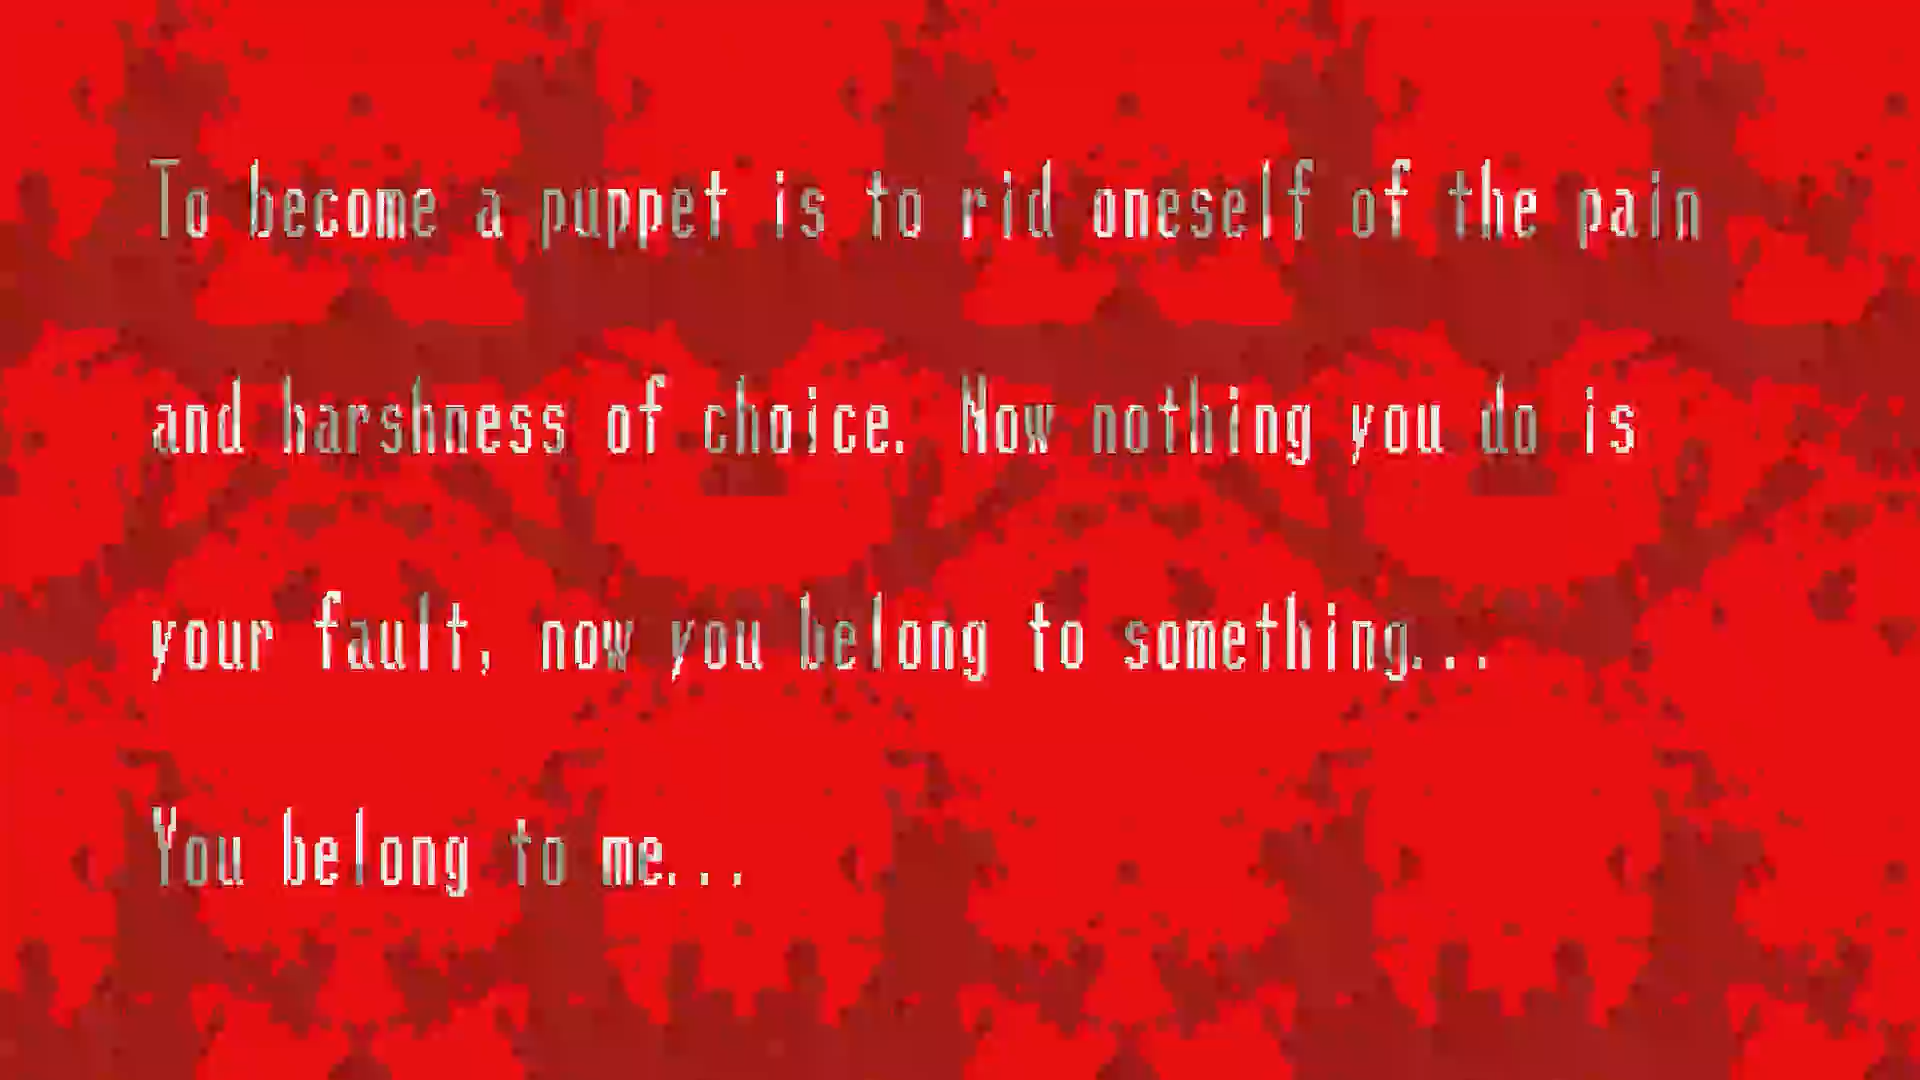 To become a puppet is to rid oneself of the pain
and harshness of choice. Now nothing you do is
your fault, now you belong to something...
You belong to me...